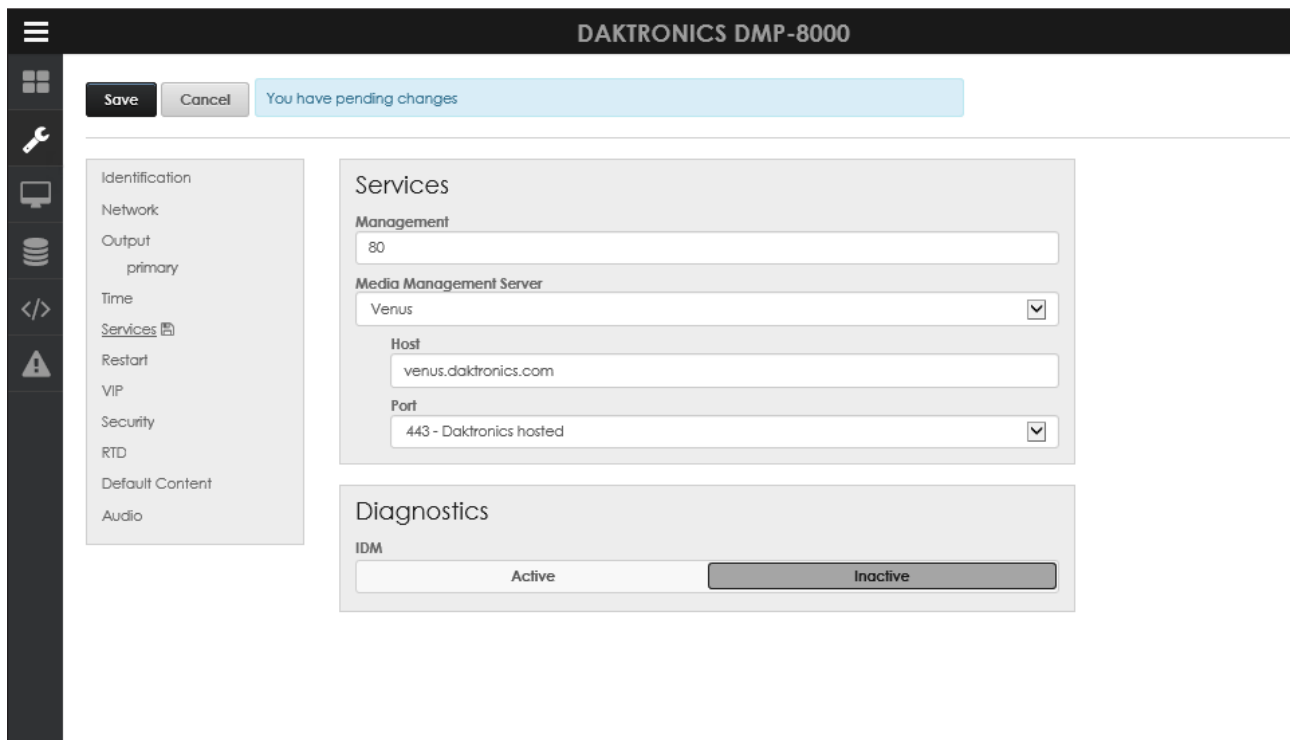 DAKTRONICS DMP-8000
Save Cancel You have pending changes
Identification
Network
Output
primary
Time
Services
Restart
VIP
Security
RTD
Default Content
Audio
Services
Management
80
Media Management Server
Venus
Host
venus.daktronics.com
Port
443 - Daktronics hosted
Diagnostics
IDM
Active Inactive